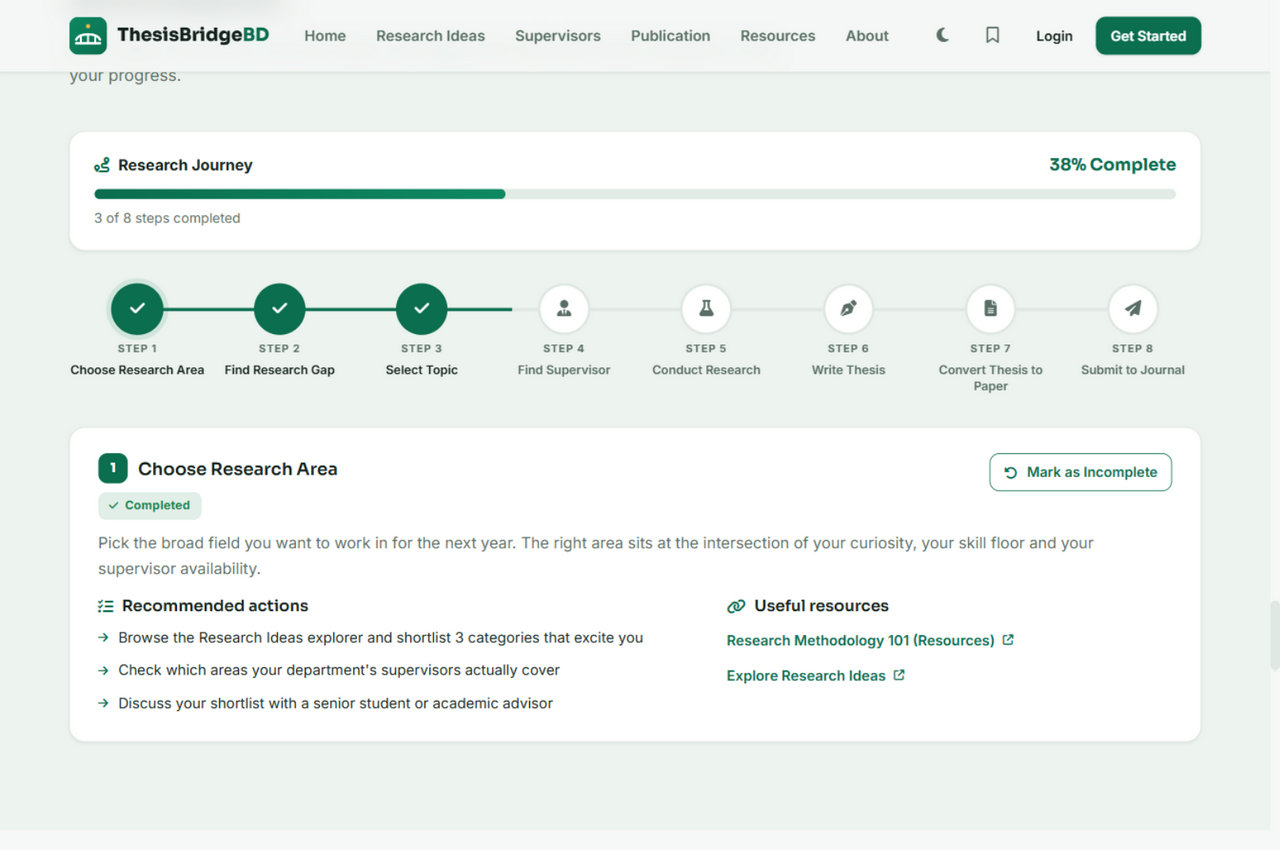 ThesisBridgeBD
Home
Research Ideas
Supervisors
Publication
Resources
About
Login
Get Started
your progress.
Research Journey
38% Complete
3 of 8 steps completed
STEP 1
Choose Research Area
STEP 2
Find Research Gap
STEP 3
Select Topic
STEP 4
Find Supervisor
STEP 5
Conduct Research
STEP 6
Write Thesis
STEP 7
Convert Thesis to
Paper
STEP 8
Submit to Journal
1
Choose Research Area
Mark as Incomplete
Completed
Pick the broad field you want to work in for the next year. The right area sits at the intersection of your curiosity, your skill floor and your
supervisor availability.
Recommended actions
Browse the Research Ideas explorer and shortlist 3 categories that excite you
Check which areas your department's supervisors actually cover
Discuss your shortlist with a senior student or academic advisor
Useful resources
Research Methodology 101 (Resources)
Explore Research Ideas